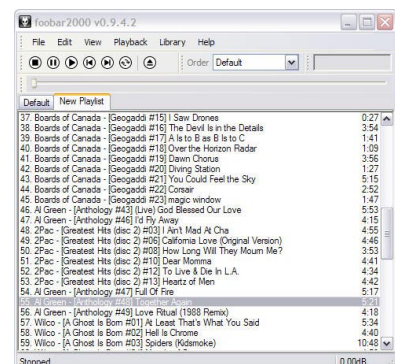 foobar2000 v0.9.4.2
File Edit View Playback Library Help
Order Default
Default New Playlist
37. Boards of Canada - [Geogaddi #15] I Saw Drones 0:27
38. Boards of Canada - [Geogaddi #16] The Devil Is in the Details 3:54
39. Boards of Canada - [Geogaddi #17] A Is to B as B Is to C 1:41
40. Boards of Canada - [Geogaddi #18] Over the Horizon Radar 1:09
41. Boards of Canada - [Geogaddi #19] Dawn Chorus 3:56
42. Boards of Canada - [Geogaddi #20] Diving Station 1:27
43. Boards of Canada - [Geogaddi #21] You Could Feel the Sky 5:15
44. Boards of Canada - [Geogaddi #22] Corsair 2:52
45. Boards of Canada - [Geogaddi #23] magic window 1:47
46. Al Green - [Anthology #43] (Live) God Blessed Our Love 5:53
47. Al Green - [Anthology #46] I'd Fly Away 4:15
48. 2Pac - [Greatest Hits (disc 2) #03] I Ain't Mad At Cha 4:55
49. 2Pac - [Greatest Hits (disc 2) #06] California Love (Original Version) 4:46
50. 2Pac - [Greatest Hits (disc 2) #08] How Long Will They Mourn Me? 3:53
51. 2Pac - [Greatest Hits (disc 2) #10] Dear Momma 4:41
52. 2Pac - [Greatest Hits (disc 2) #12] To Live & Die In L.A. 4:34
53. 2Pac - [Greatest Hits (disc 2) #13] Heartz of Men 4:42
54. Al Green - [Anthology #47] Full Of Fire 5:17
55. Al Green - [Anthology #48] Together Again 5:21
56. Al Green - [Anthology #49] Love Ritual (1988 Remix) 4:18
57. Wilco - [A Ghost Is Born #01] At Least That's What You Said 5:34
58. Wilco - [A Ghost Is Born #02] Hell Is Chrome 4:40
59. Wilco - [A Ghost Is Born #03] Spiders (Kidsmoke) 10:48
Stopped. 0.00dB